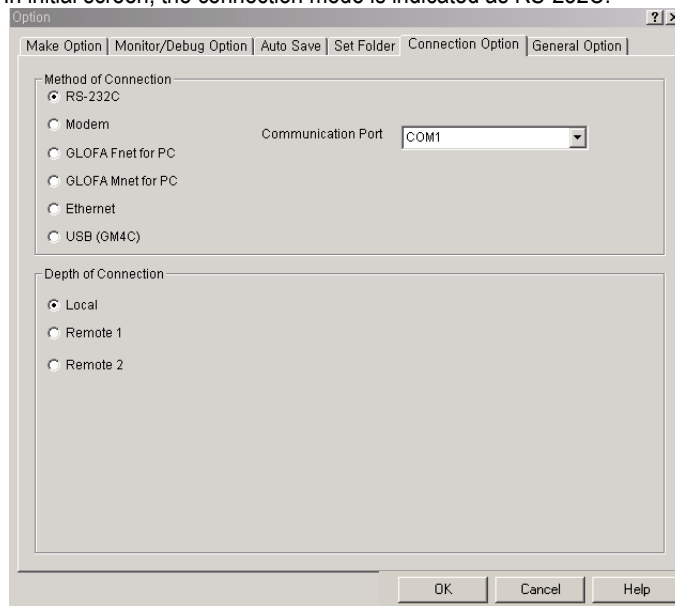 In initial screen, the connection mode is indicated as RS-232C.
Option
Make Option Monitor/Debug Option Auto Save Set Folder Connection Option General Option
Method of Connection
RS-232C
Modem
Communication Port COM1
GLOFA Fnet for PC
GLOFA Mnet for PC
Ethernet
USB (GM4C)
Depth of Connection
Local
Remote 1
Remote 2
OK Cancel Help